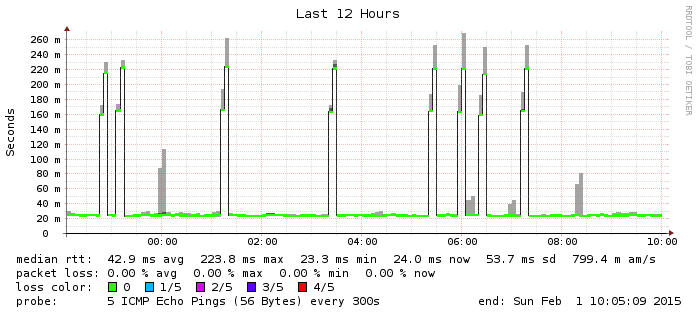 Last 12 Hours
RRDTOOL / TOBI OETIKER
Seconds
260 m
240 m
220 m
200 m
180 m
160 m
140 m
120 m
100 m
80 m
60 m
40 m
20 m
0
00:00 02:00 04:00 06:00 08:00 10:00
median rtt: 42.9 ms avg 223.8 ms max 23.3 ms min 24.0 ms now 53.7 ms sd 799.4 m am/s
packet loss: 0.00 % avg 0.00 % max 0.00 % min 0.00 % now
loss color: 0 1/5 2/5 3/5 4/5
probe: 5 ICMP Echo Pings (56 Bytes) every 300s end: Sun Feb 1 10:05:09 2015